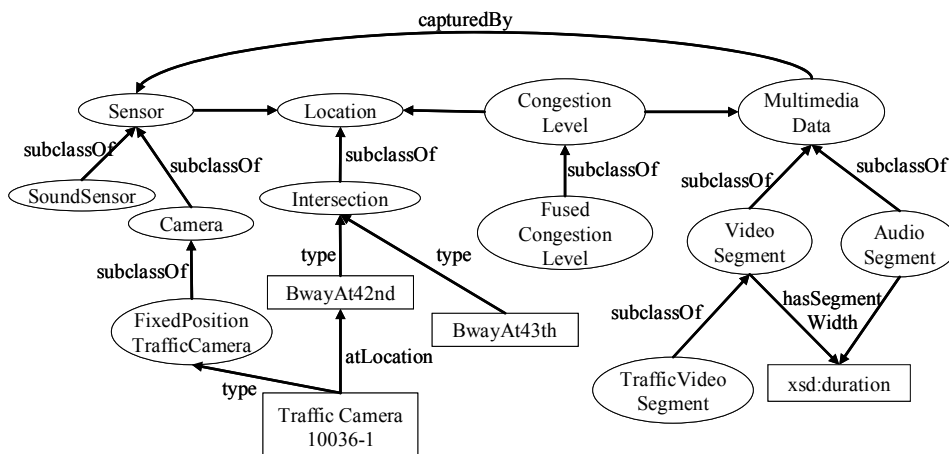 capturedBy
Sensor
Location
Congestion
Level
Multimedia
Data
subclassOf
subclassOf
subclassOf
subclassOf
subclassOf
subclassOf
SoundSensor
Intersection
Camera
Fused
Congestion
Level
Video
Segment
Audio
Segment
subclassOf
type
type
BwayAt42nd
hasSegment
Width
subclassOf
FixedPosition
TrafficCamera
BwayAt43th
atLocation
type
TrafficVideo
Segment
xsd:duration
Traffic Camera
10036-1